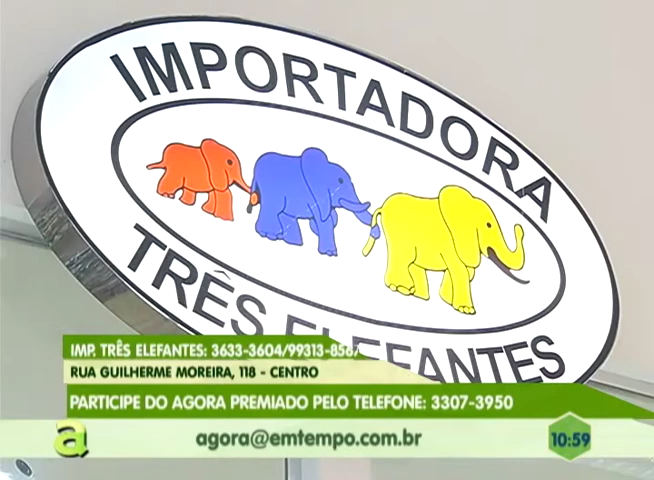 IMPORTADORA
TRÊS ELEFANTES
IMP. TRÊS ELEFANTES: 3633-3604/99313-856
RUA GUILHERME MOREIRA, 118 - CENTRO
PARTICIPE DO AGORA PREMIADO PELO TELEFONE: 3307-3950
a
agora@emtempo.com.br
10:59